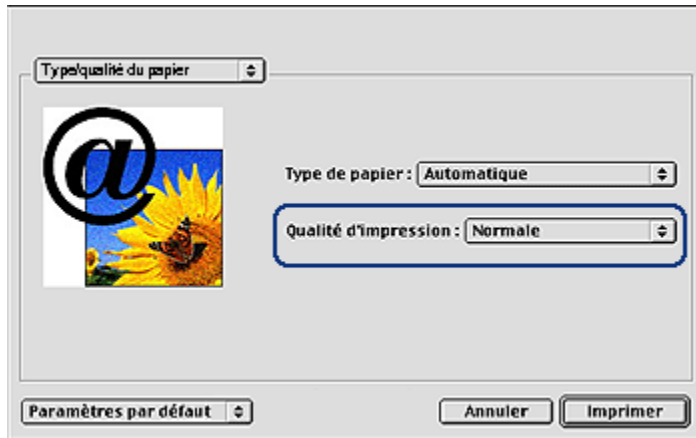 Type/qualité du papier
@
Type de papier : Automatique
Qualité d'impression : Normale
Paramètres par défaut
Annuler
Imprimer